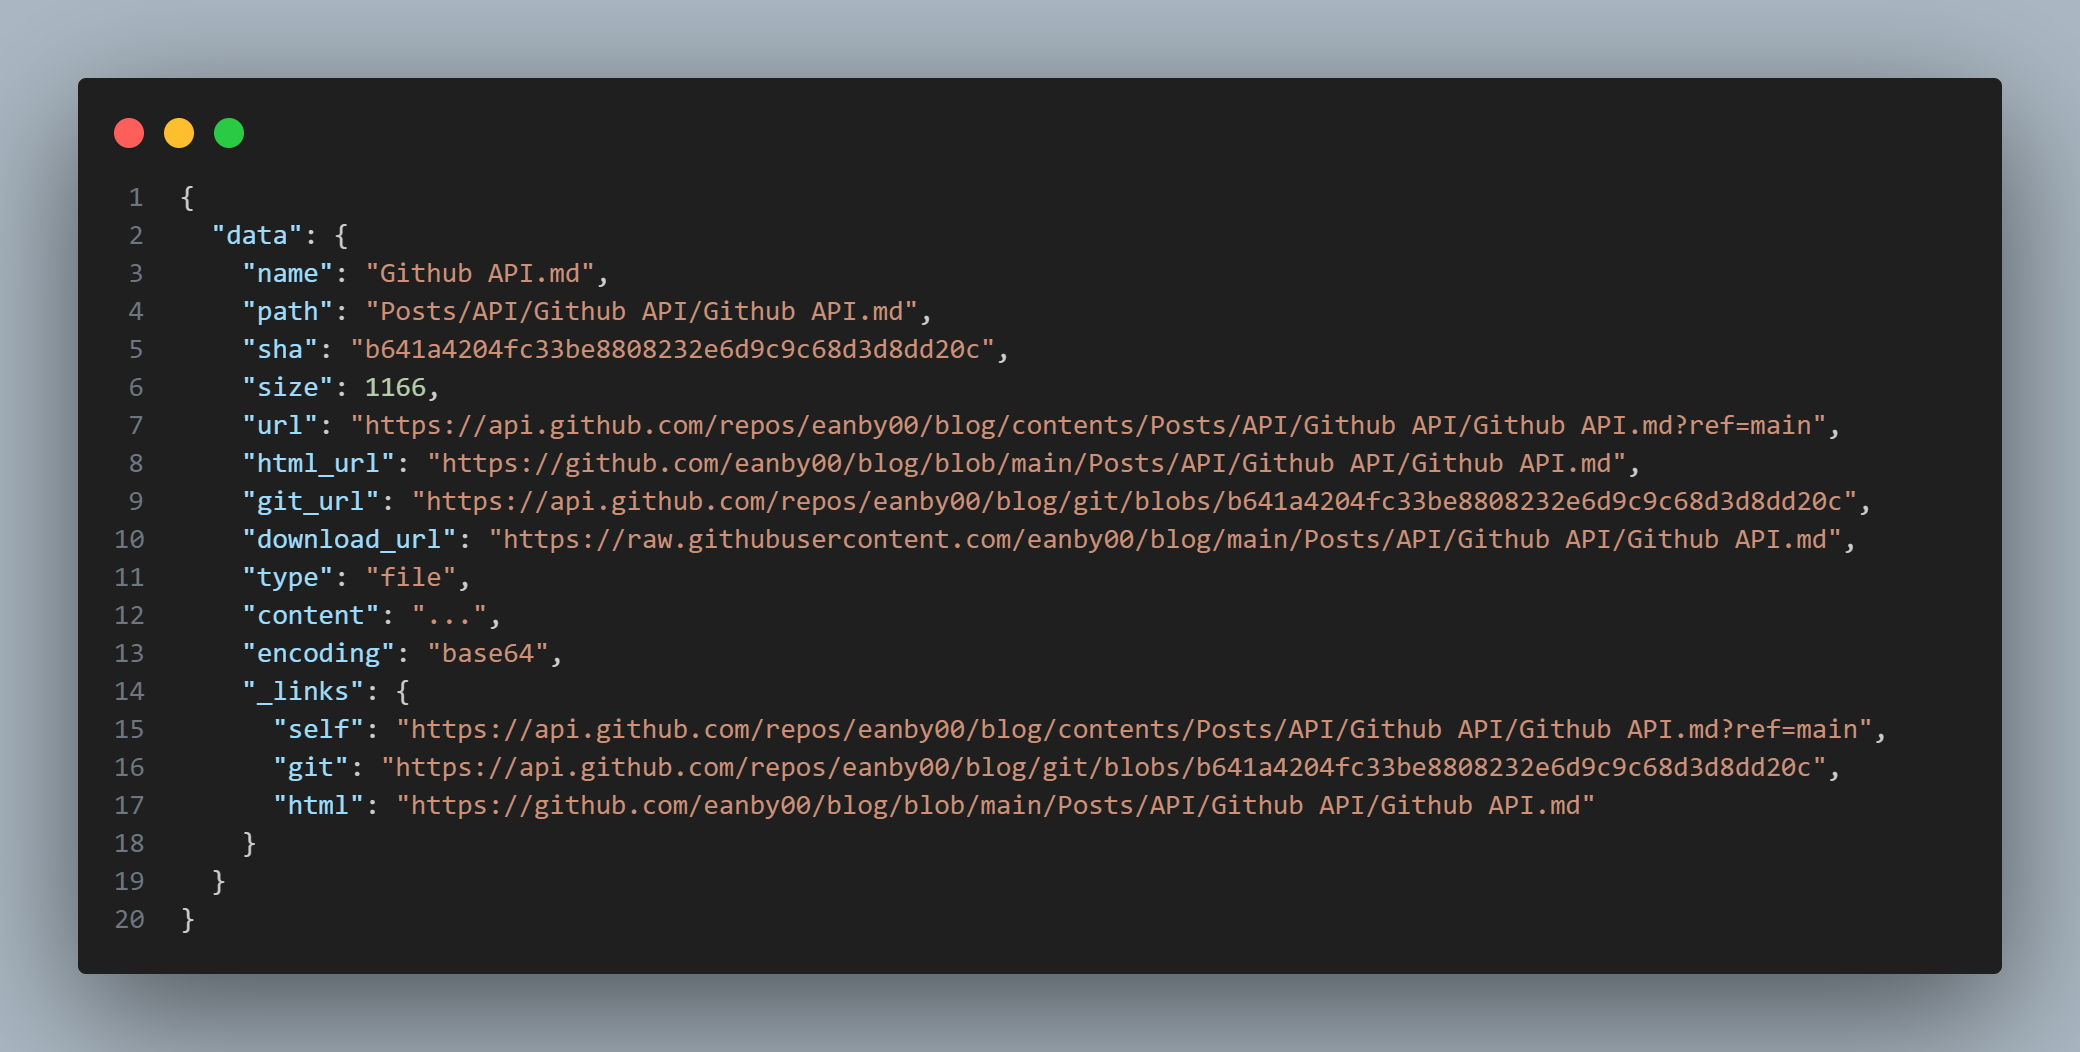 1 {
2   "data": {
3     "name": "Github API.md",
4     "path": "Posts/API/Github API/Github API.md",
5     "sha": "b641a4204fc33be8808232e6d9c9c68d3d8dd20c",
6     "size": 1166,
7     "url": "https://api.github.com/repos/eanby00/blog/contents/Posts/API/Github API/Github API.md?ref=main",
8     "html_url": "https://github.com/eanby00/blog/blob/main/Posts/API/Github API/Github API.md",
9     "git_url": "https://api.github.com/repos/eanby00/blog/git/blobs/b641a4204fc33be8808232e6d9c9c68d3d8dd20c",
10     "download_url": "https://raw.githubusercontent.com/eanby00/blog/main/Posts/API/Github API/Github API.md",
11     "type": "file",
12     "content": "...",
13     "encoding": "base64",
14     "_links": {
15       "self": "https://api.github.com/repos/eanby00/blog/contents/Posts/API/Github API/Github API.md?ref=main",
16       "git": "https://api.github.com/repos/eanby00/blog/git/blobs/b641a4204fc33be8808232e6d9c9c68d3d8dd20c",
17       "html": "https://github.com/eanby00/blog/blob/main/Posts/API/Github API/Github API.md"
18     }
19   }
20 }